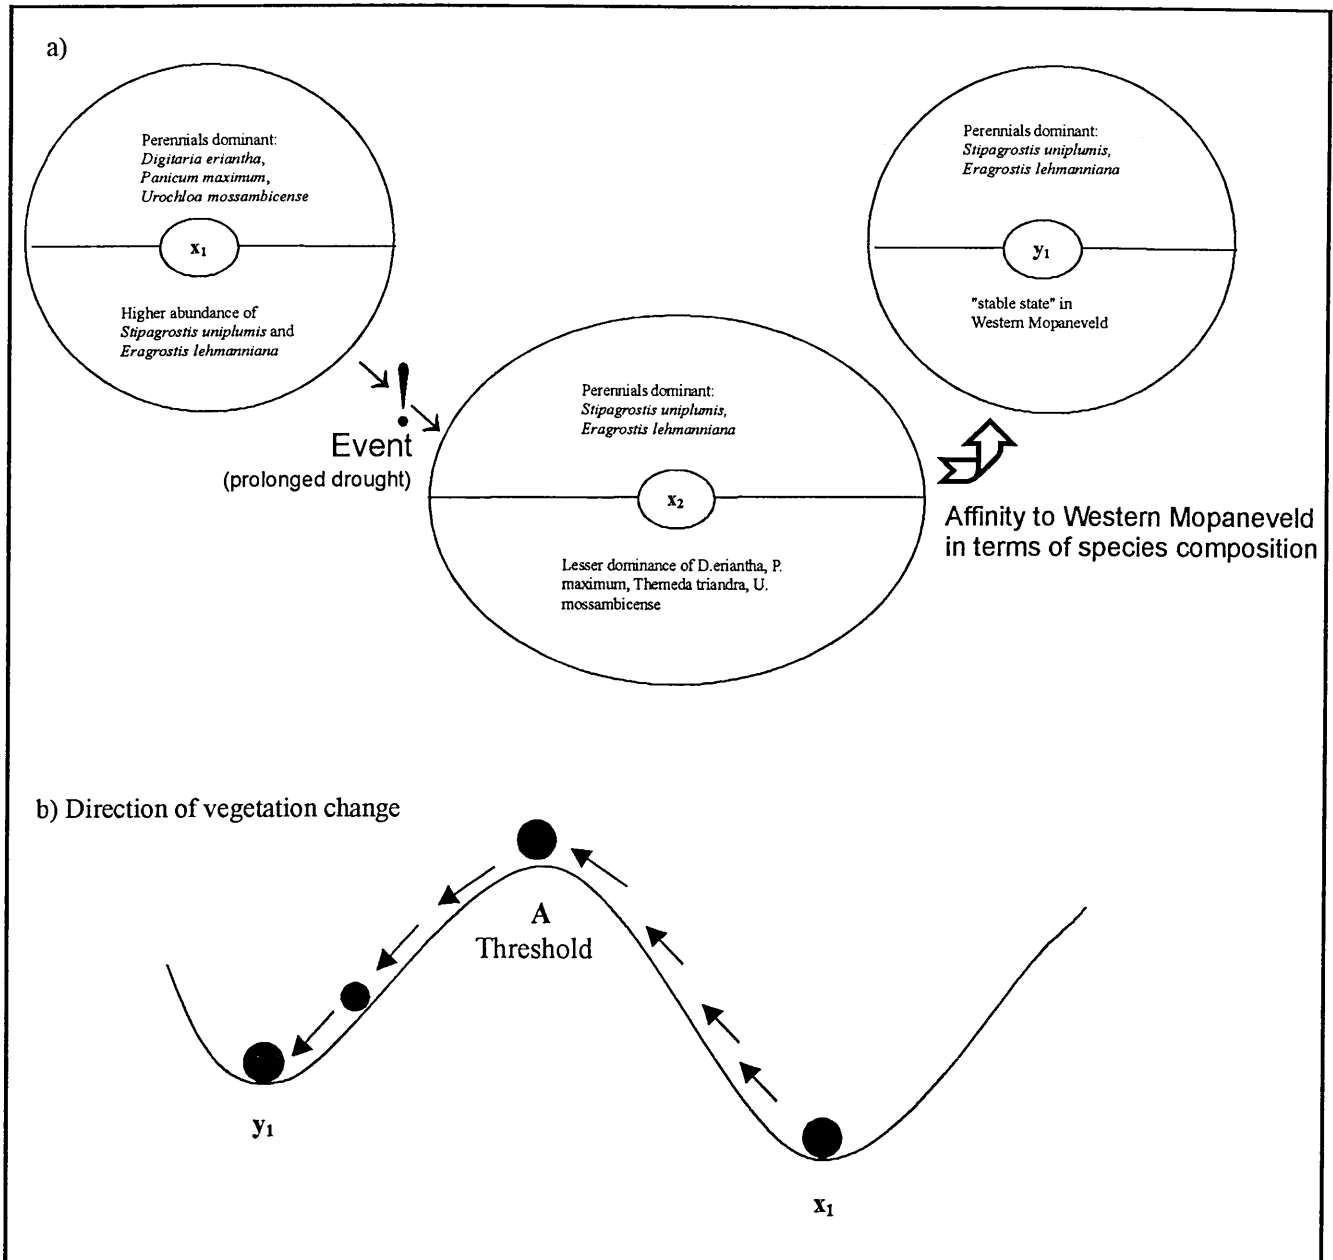 a)
Perennials dominant:
Digitaria eriantha,
Panicum maximum,
Urochloa mossambicense
x₁
Higher abundance of
Stipagrostis uniplumis and
Eragrostis lehmanniana
!
Event
(prolonged drought)
Perennials dominant:
Stipagrostis uniplumis,
Eragrostis lehmanniana
x₂
Lesser dominance of D.eriantha, P.
maximum, Themeda triandra, U.
mossambicense
Perennials dominant:
Stipagrostis uniplumis,
Eragrostis lehmanniana
y₁
"stable state" in
Western Mopaneveld
Affinity to Western Mopaneveld
in terms of species composition
b) Direction of vegetation change
A
Threshold
y₁
x₁